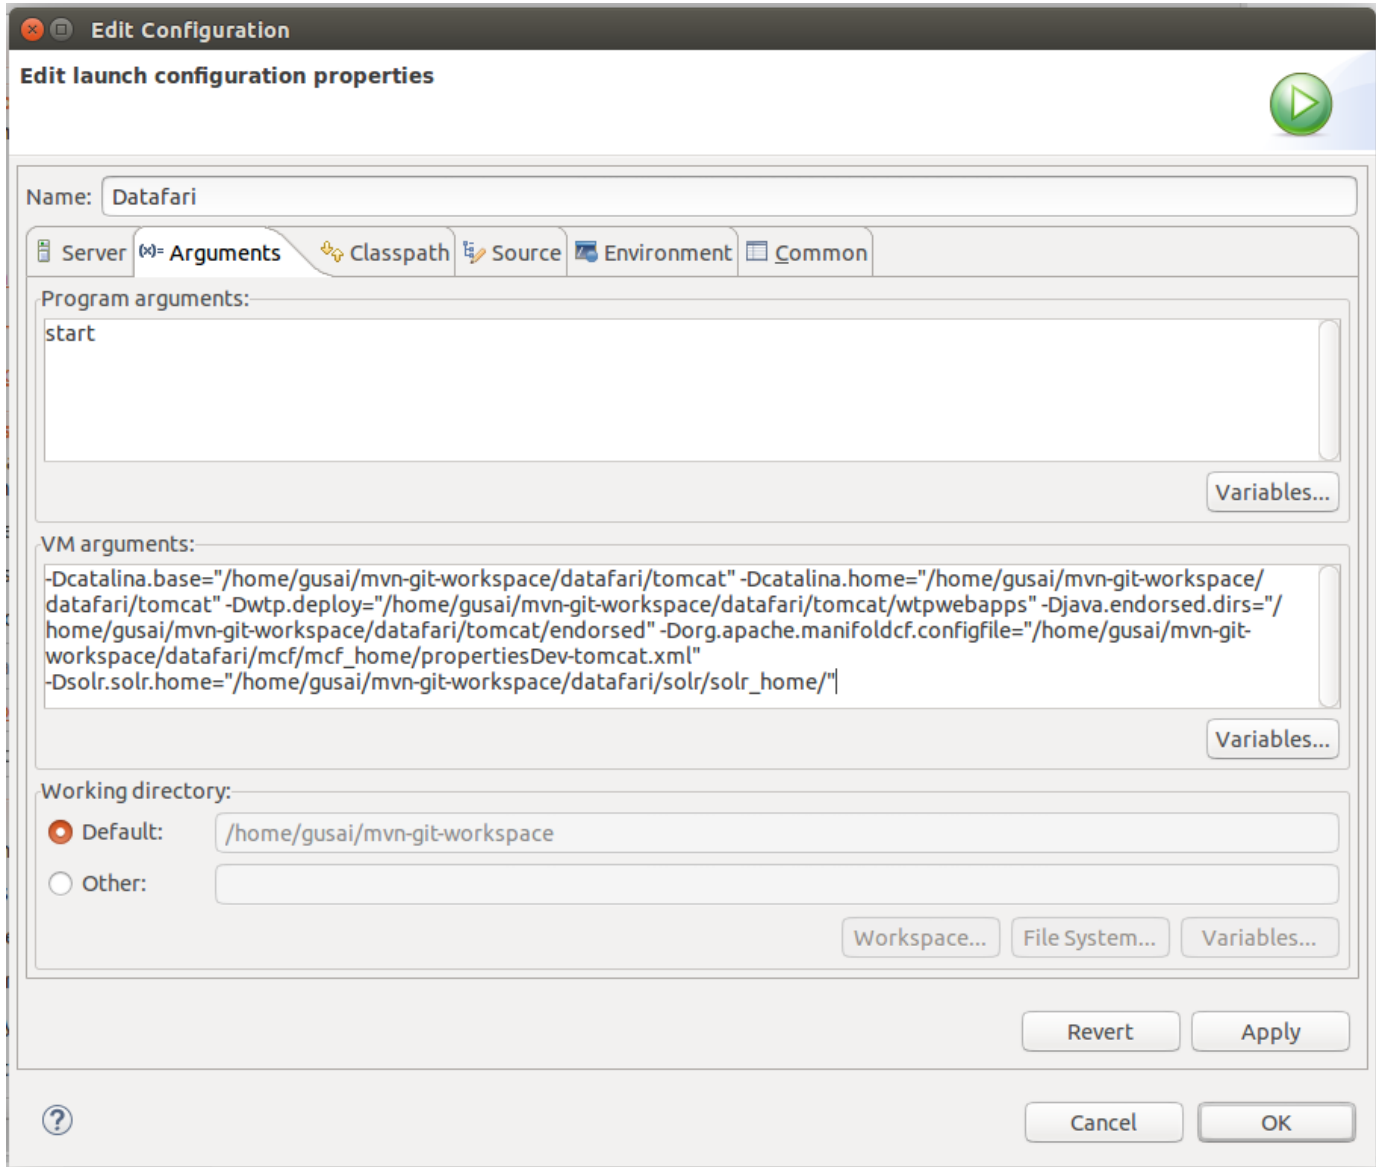 Edit Configuration
Edit launch configuration properties
Name: Datafari
Server (x)= Arguments Classpath Source Environment Common
Program arguments:
start
Variables...
VM arguments:
-Dcatalina.base="/home/gusai/mvn-git-workspace/datafari/tomcat" -Dcatalina.home="/home/gusai/mvn-git-workspace/
datafari/tomcat" -Dwtp.deploy="/home/gusai/mvn-git-workspace/datafari/tomcat/wtpwebapps" -Djava.endorsed.dirs="/
home/gusai/mvn-git-workspace/datafari/tomcat/endorsed" -Dorg.apache.manifoldcf.configfile="/home/gusai/mvn-git-
workspace/datafari/mcf/mcf_home/propertiesDev-tomcat.xml"
-Dsolr.solr.home="/home/gusai/mvn-git-workspace/datafari/solr/solr_home/"
Variables...
Working directory:
Default: /home/gusai/mvn-git-workspace
Other:
Workspace... File System... Variables...
Revert Apply
? Cancel OK